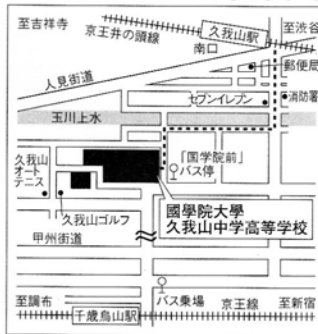 至吉祥寺
京王井の頭線
久我山駅
至渋谷
南口
郵便局
人見街道
セブンイレブン
消防署
玉川上水
久我山
オート
テニス
「国学院前」
バス停
久我山ゴルフ
國學院大學
久我山中学高等学校
甲州街道
バス乗場
至調布
千歳烏山駅
京王線
至新宿